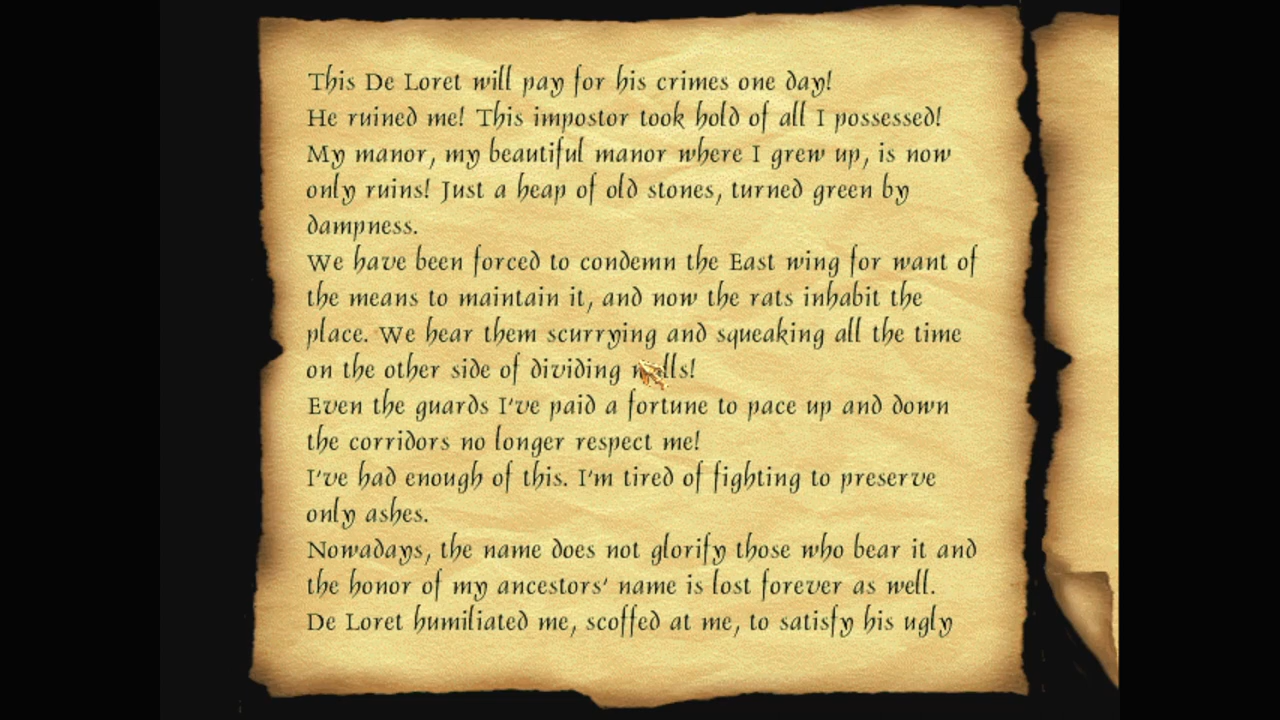 This De Loret will pay for his crimes one day!
He ruined me! This impostor took hold of all I possessed!
My manor, my beautiful manor where I grew up, is now
only ruins! Just a heap of old stones, turned green by
dampness.
We have been forced to condemn the East wing for want of
the means to maintain it, and now the rats inhabit the
place. We hear them scurrying and squeaking all the time
on the other side of dividing walls!
Even the guards I've paid a fortune to pace up and down
the corridors no longer respect me!
I've had enough of this. I'm tired of fighting to preserve
only ashes.
Nowadays, the name does not glorify those who bear it and
the honor of my ancestors' name is lost forever as well.
De Loret humiliated me, scoffed at me, to satisfy his ugly